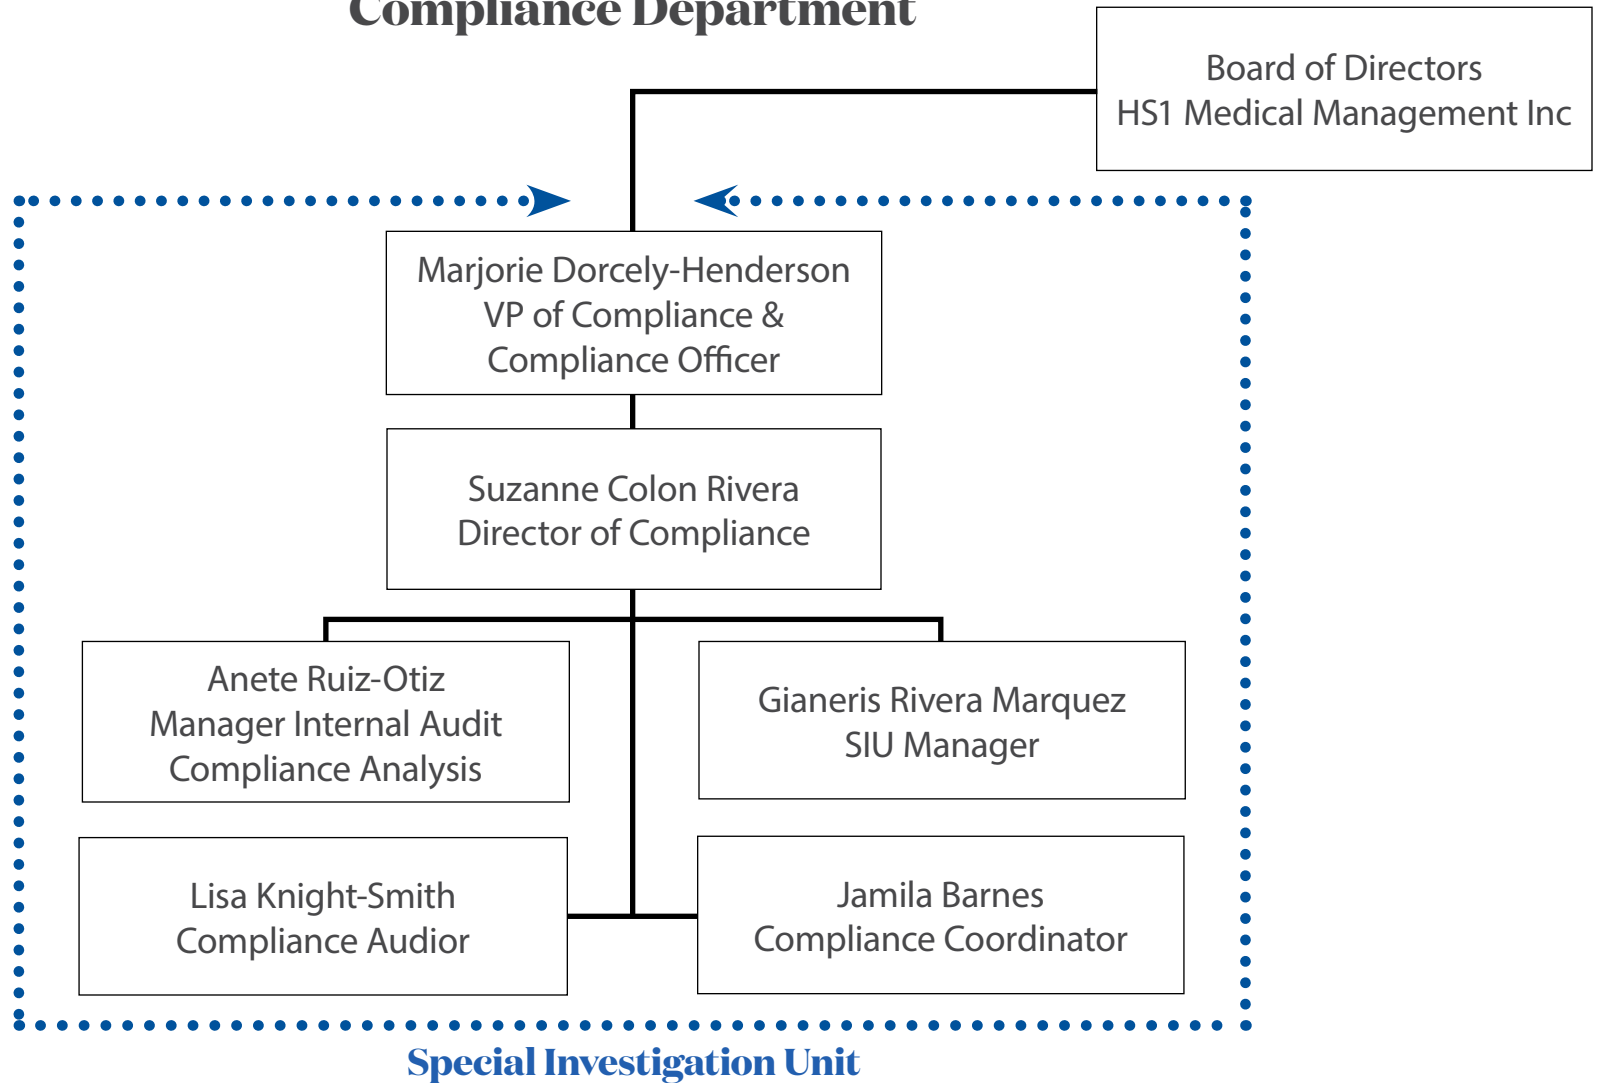 Compliance Department
Board of Directors
HS1 Medical Management Inc
Marjorie Dorcely-Henderson
VP of Compliance &
Compliance Officer
Suzanne Colon Rivera
Director of Compliance
Anete Ruiz-Otiz
Manager Internal Audit
Compliance Analysis
Gianeris Rivera Marquez
SIU Manager
Lisa Knight-Smith
Compliance Audior
Jamila Barnes
Compliance Coordinator
Special Investigation Unit